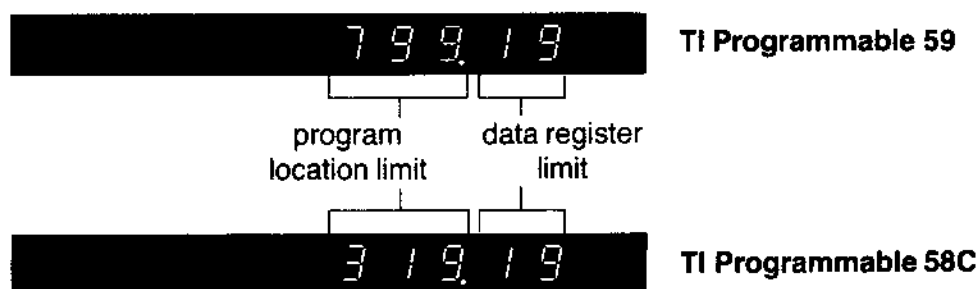 799.19 TI Programmable 59
program data register
location limit limit
319.19 TI Programmable 58C